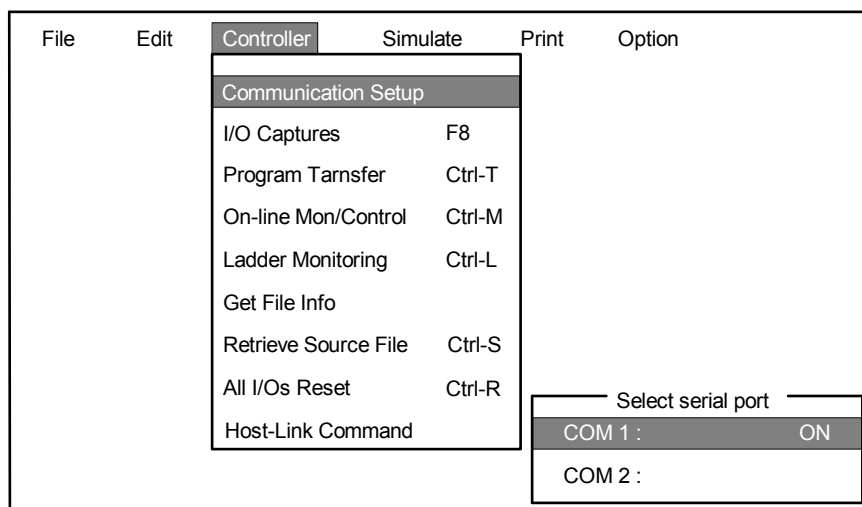 File Edit Controller Simulate Print Option
Communication Setup
I/O Captures F8
Program Tarnsfer Ctrl-T
On-line Mon/Control Ctrl-M
Ladder Monitoring Ctrl-L
Get File Info
Retrieve Source File Ctrl-S
All I/Os Reset Ctrl-R
Host-Link Command
Select serial port
COM 1 : ON
COM 2 :